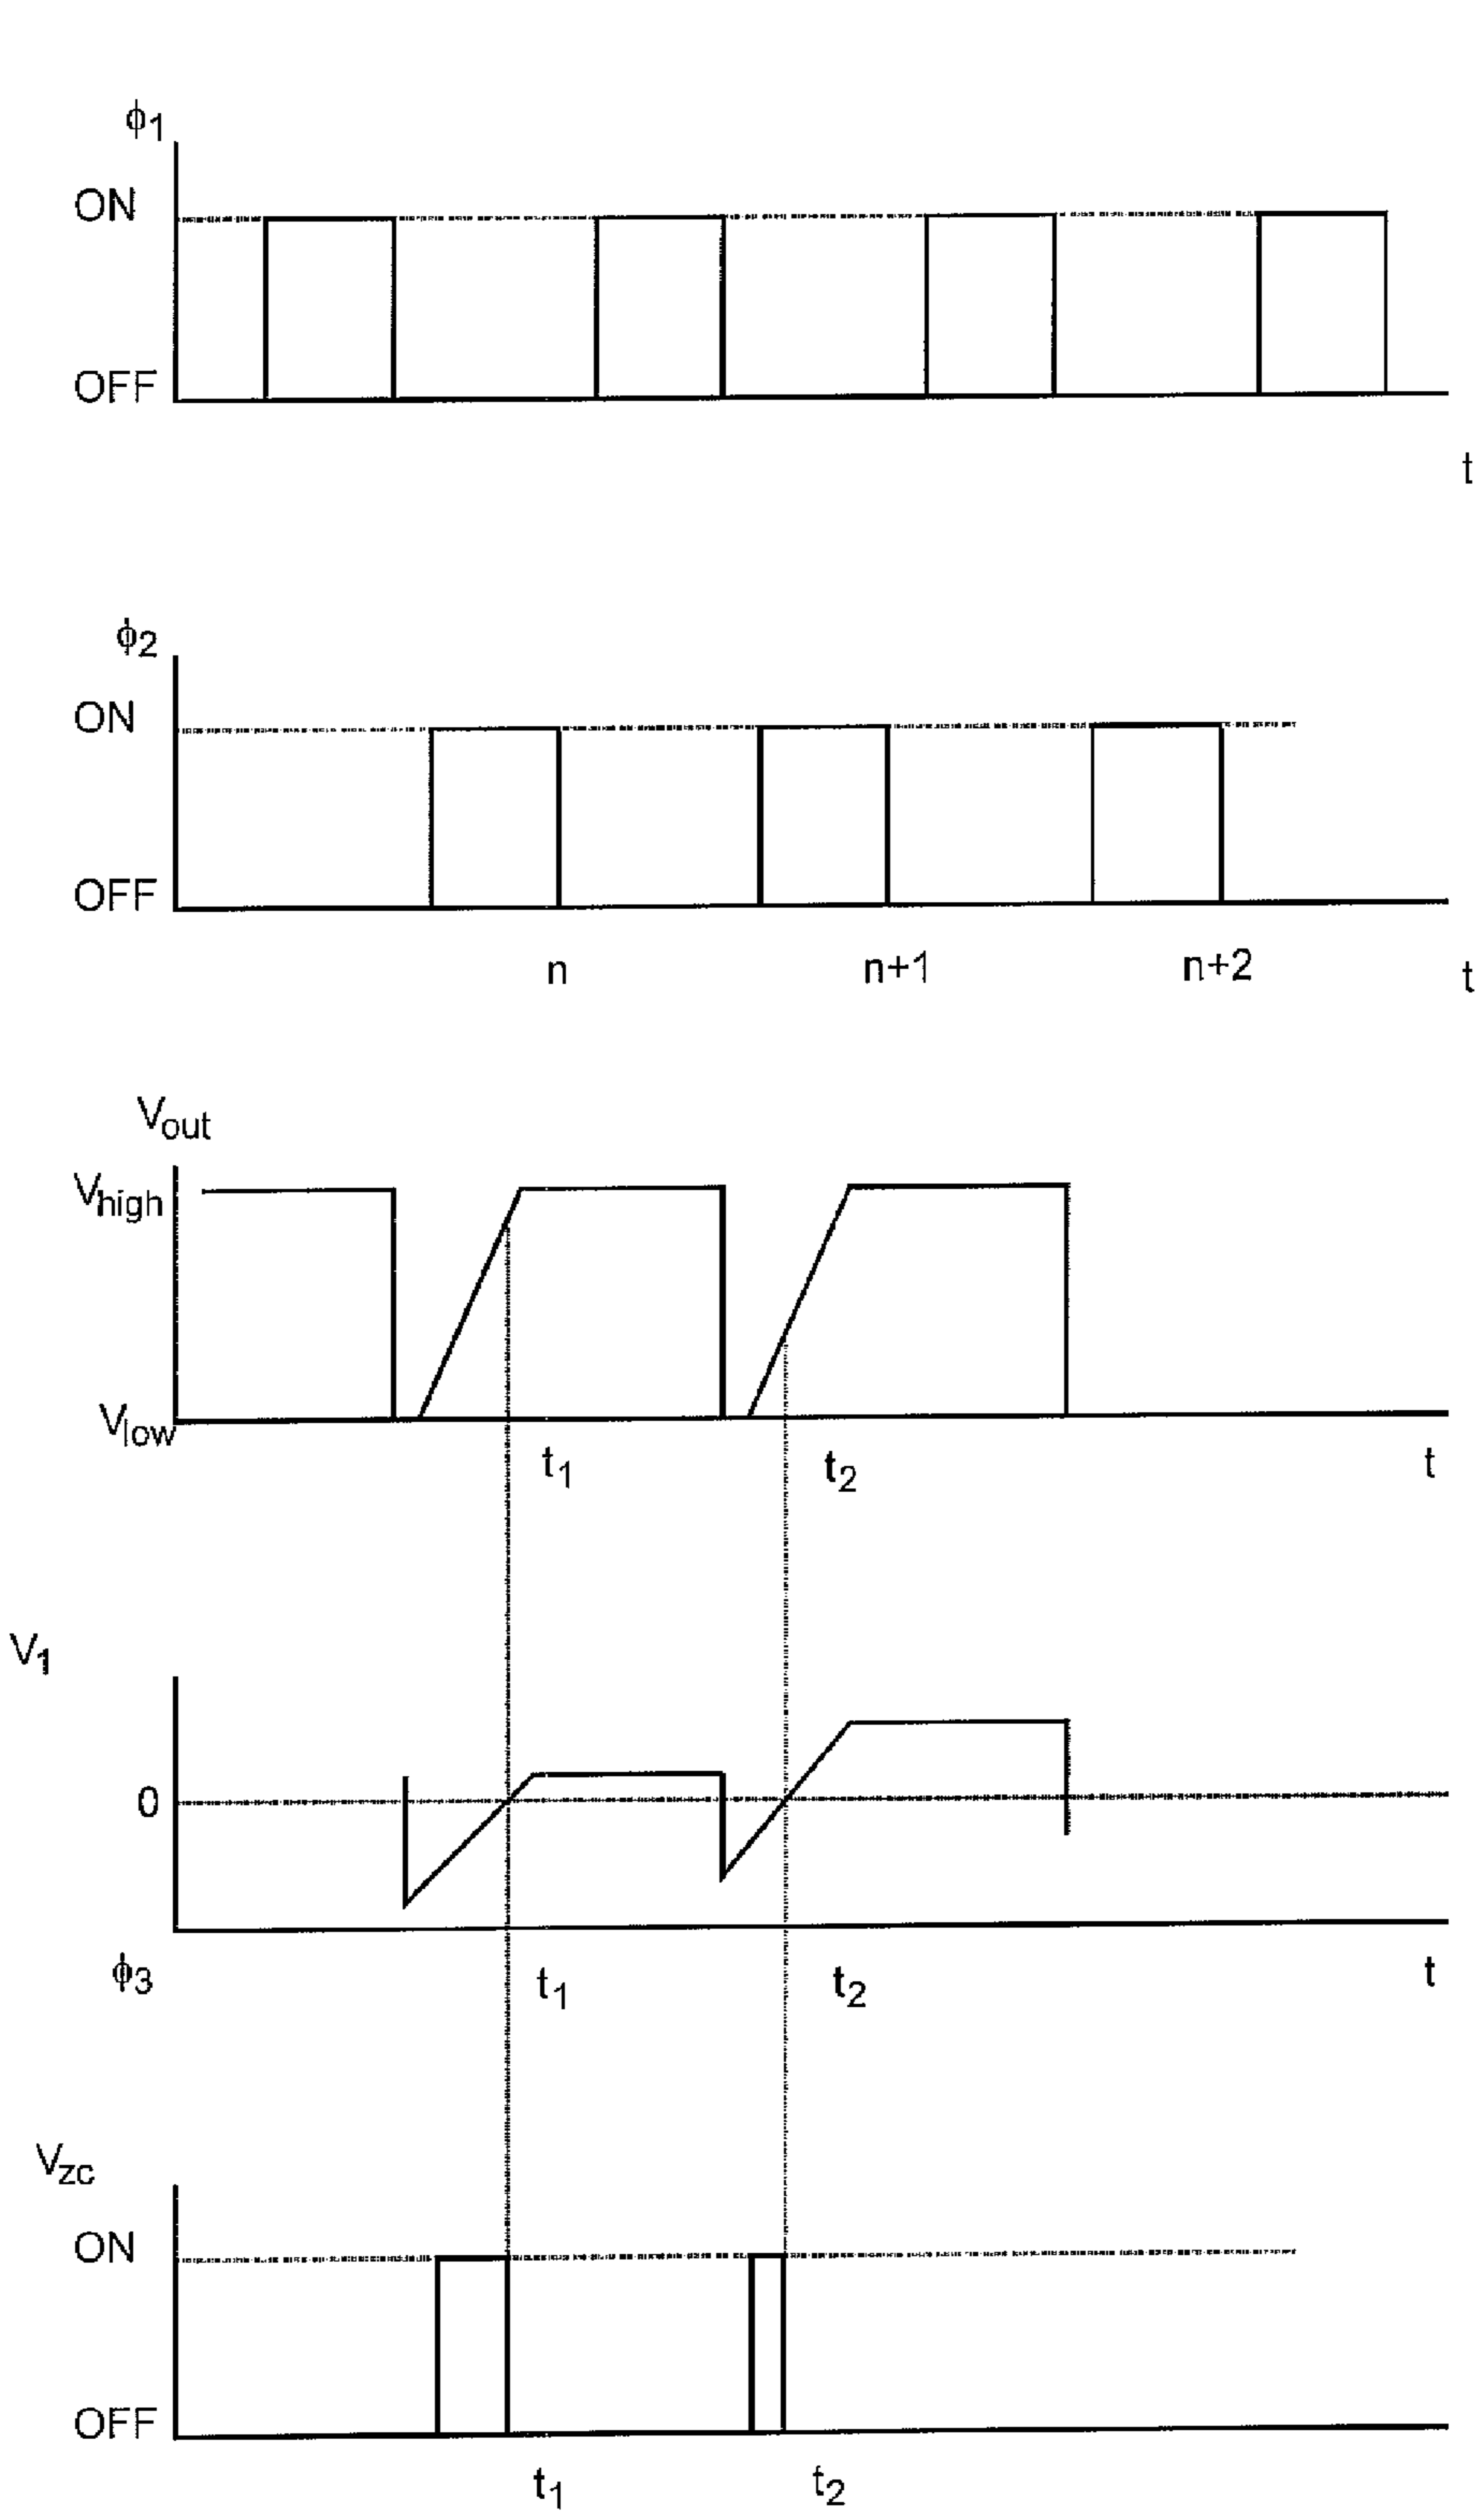 ϕ1
ON
OFF
t
ϕ2
ON
OFF
n n+1 n+2 t
Vout
Vhigh
Vlow
t1 t2 t
V1
0
ϕ3 t1 t2 t
Vzc
ON
OFF
t1 t2